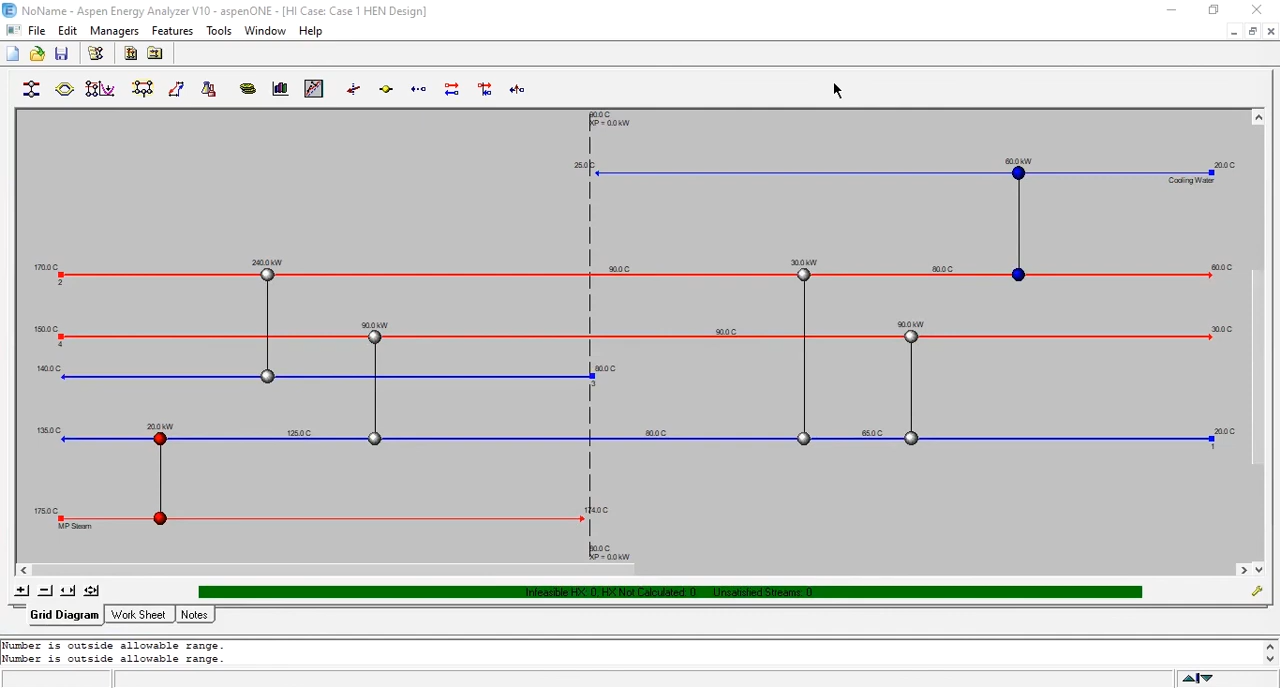 NoName - Aspen Energy Analyzer V10 - aspenONE - [HI Case: Case 1 HEN Design]
File Edit Managers Features Tools Window Help
90.0 C
XP = 0.0 kW
25.0 C
60.0 kW
20.0 C
Cooling Water
170.0 C
2
240.0 kW
90.0 C
30.0 kW
80.0 C
60.0 C
150.0 C
4
90.0 kW
90.0 C
90.0 kW
30.0 C
140.0 C
80.0 C
3
135.0 C
20.0 kW
125.0 C
80.0 C
65.0 C
20.0 C
1
175.0 C
MP Steam
174.0 C
80.0 C
XP = 0.0 kW
Infeasible HX: 0, HX Not Calculated: 0 Unsatisfied Streams: 0
Grid Diagram Work Sheet Notes
Number is outside allowable range.
Number is outside allowable range.